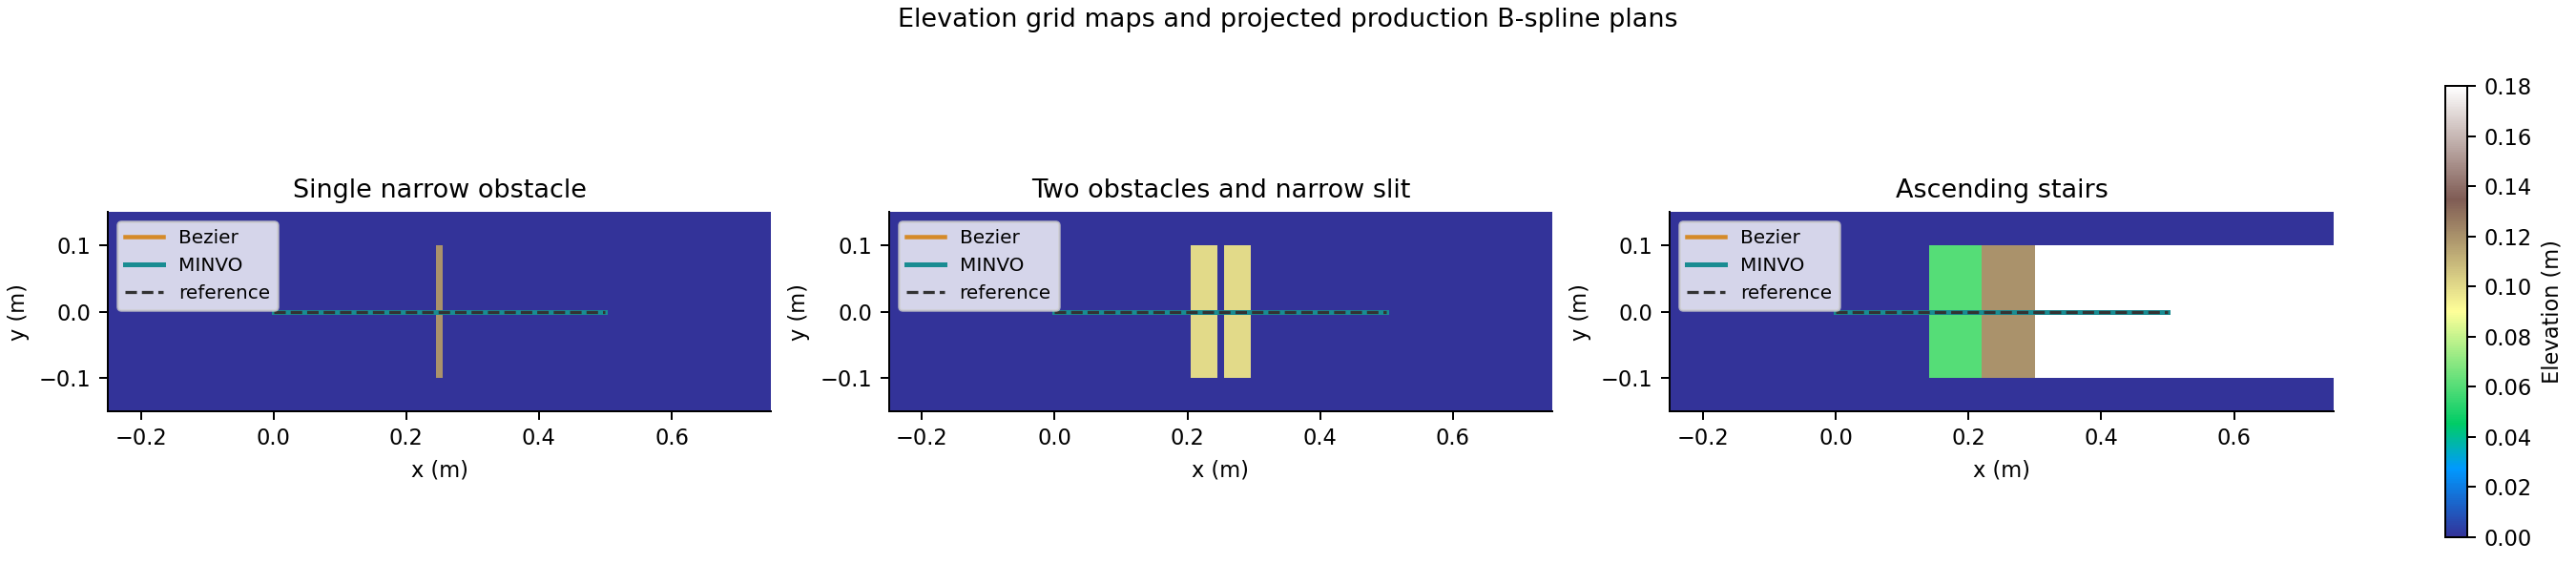 Elevation grid maps and projected production B-spline plans
Single narrow obstacle
Bezier
MINVO
reference
y (m)
0.1
0.0
−0.1
−0.2
0.0
0.2
0.4
0.6
x (m)
Two obstacles and narrow slit
Bezier
MINVO
reference
y (m)
0.1
0.0
−0.1
−0.2
0.0
0.2
0.4
0.6
x (m)
Ascending stairs
Bezier
MINVO
reference
y (m)
0.1
0.0
−0.1
−0.2
0.0
0.2
0.4
0.6
x (m)
0.18
0.16
0.14
0.12
0.10
0.08
0.06
0.04
0.02
0.00
Elevation (m)